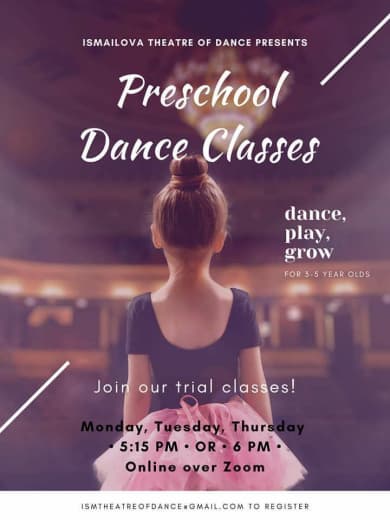 ISMAILOVA THEATRE OF DANCE PRESENTS
Preschool
Dance Classes
dance,
play,
grow
FOR 3-5 YEAR OLDS
Join our trial classes!
Monday, Tuesday, Thursday
• 5:15 PM • OR • 6 PM •
Online over Zoom
ISMTHEATREOFDANCE@GMAIL.COM TO REGISTER